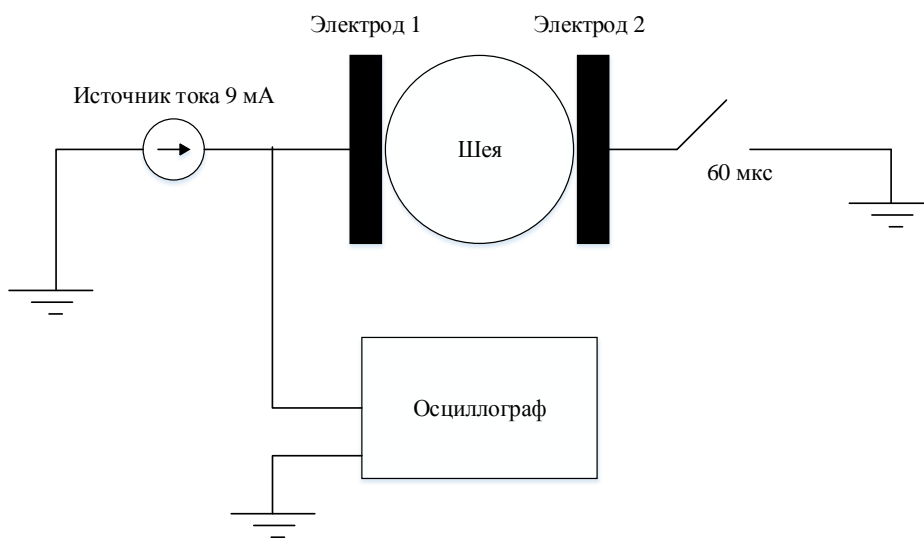 Электрод 1
Электрод 2
Источник тока 9 мА
Шея
60 мкс
Осциллограф